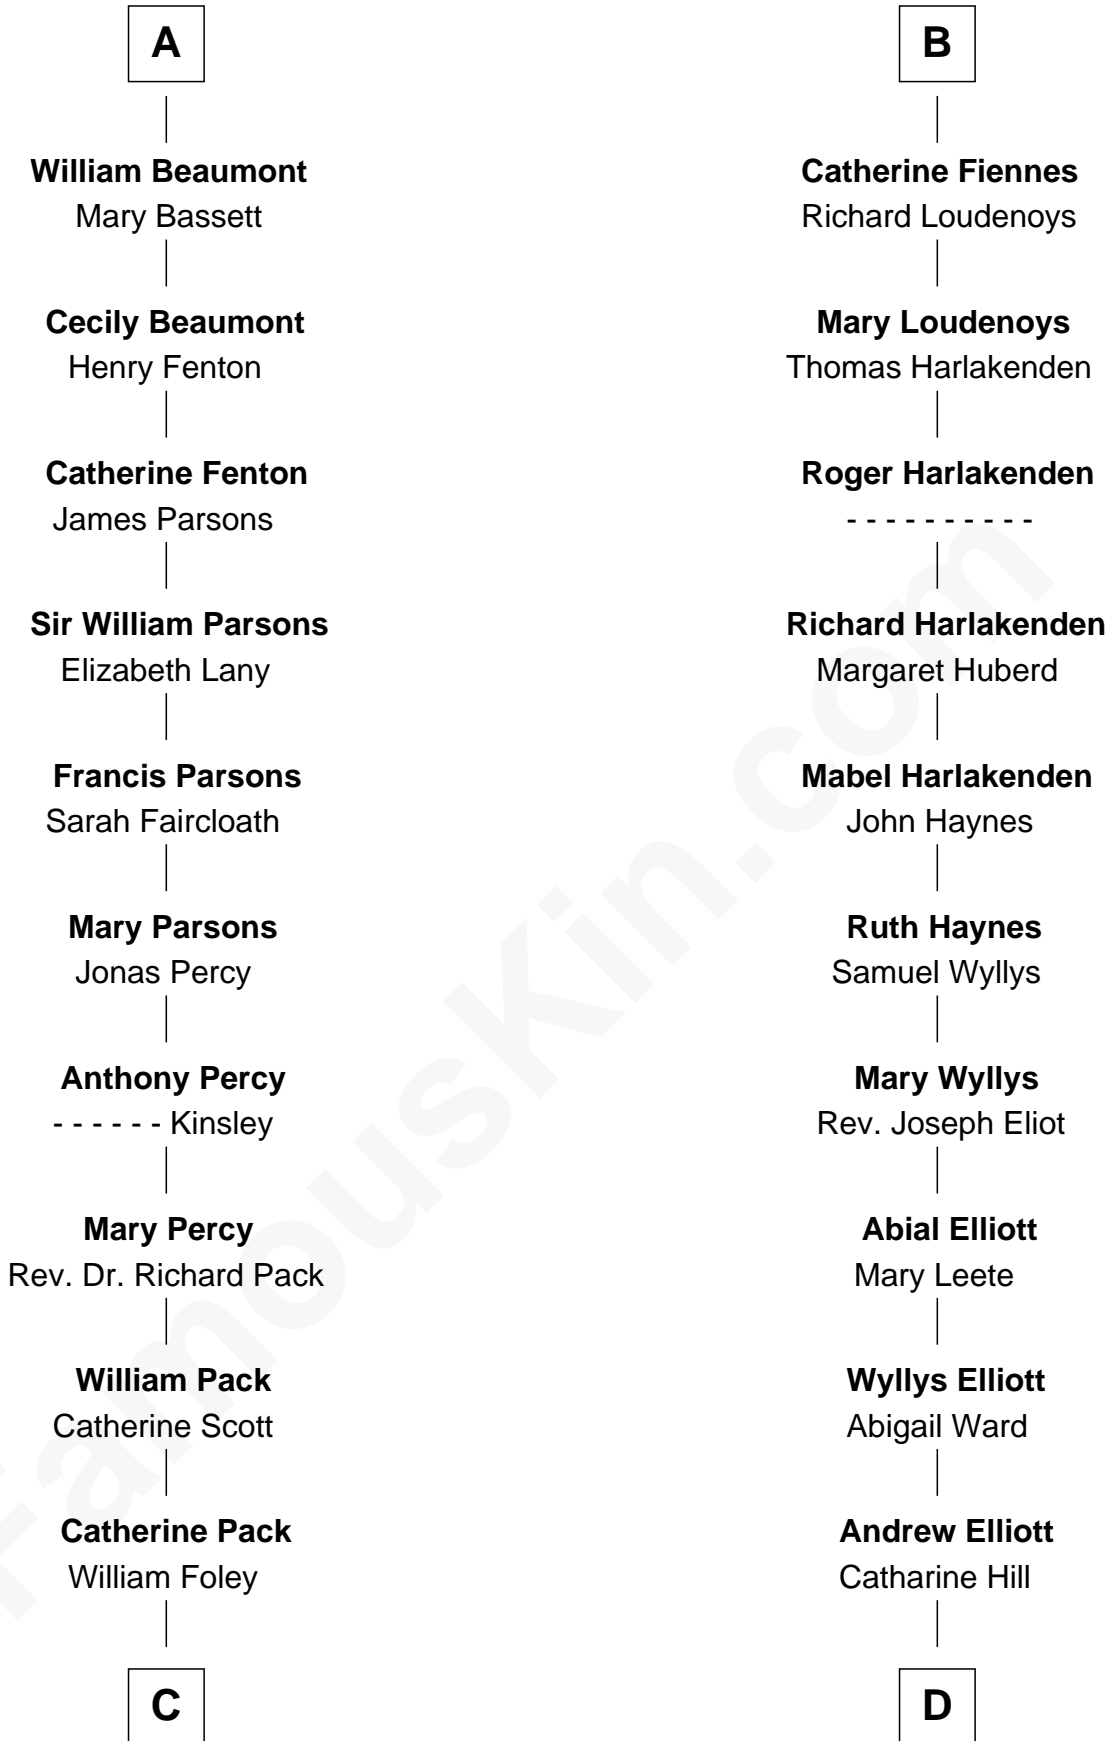 A
William Beaumont
Mary Bassett
Cecily Beaumont
Henry Fenton
Catherine Fenton
James Parsons
Sir William Parsons
Elizabeth Lany
Francis Parsons
Sarah Faircloath
Mary Parsons
Jonas Percy
Anthony Percy
- - - - - - Kinsley
Mary Percy
Rev. Dr. Richard Pack
William Pack
Catherine Scott
Catherine Pack
William Foley
C
B
Catherine Fiennes
Richard Loudenoys
Mary Loudenoys
Thomas Harlakenden
Roger Harlakenden
- - - - - - - - - -
Richard Harlakenden
Margaret Huberd
Mabel Harlakenden
John Haynes
Ruth Haynes
Samuel Wyllys
Mary Wyllys
Rev. Joseph Eliot
Abial Elliott
Mary Leete
Wyllys Elliott
Abigail Ward
Andrew Elliott
Catharine Hill
D
FamousKin.com